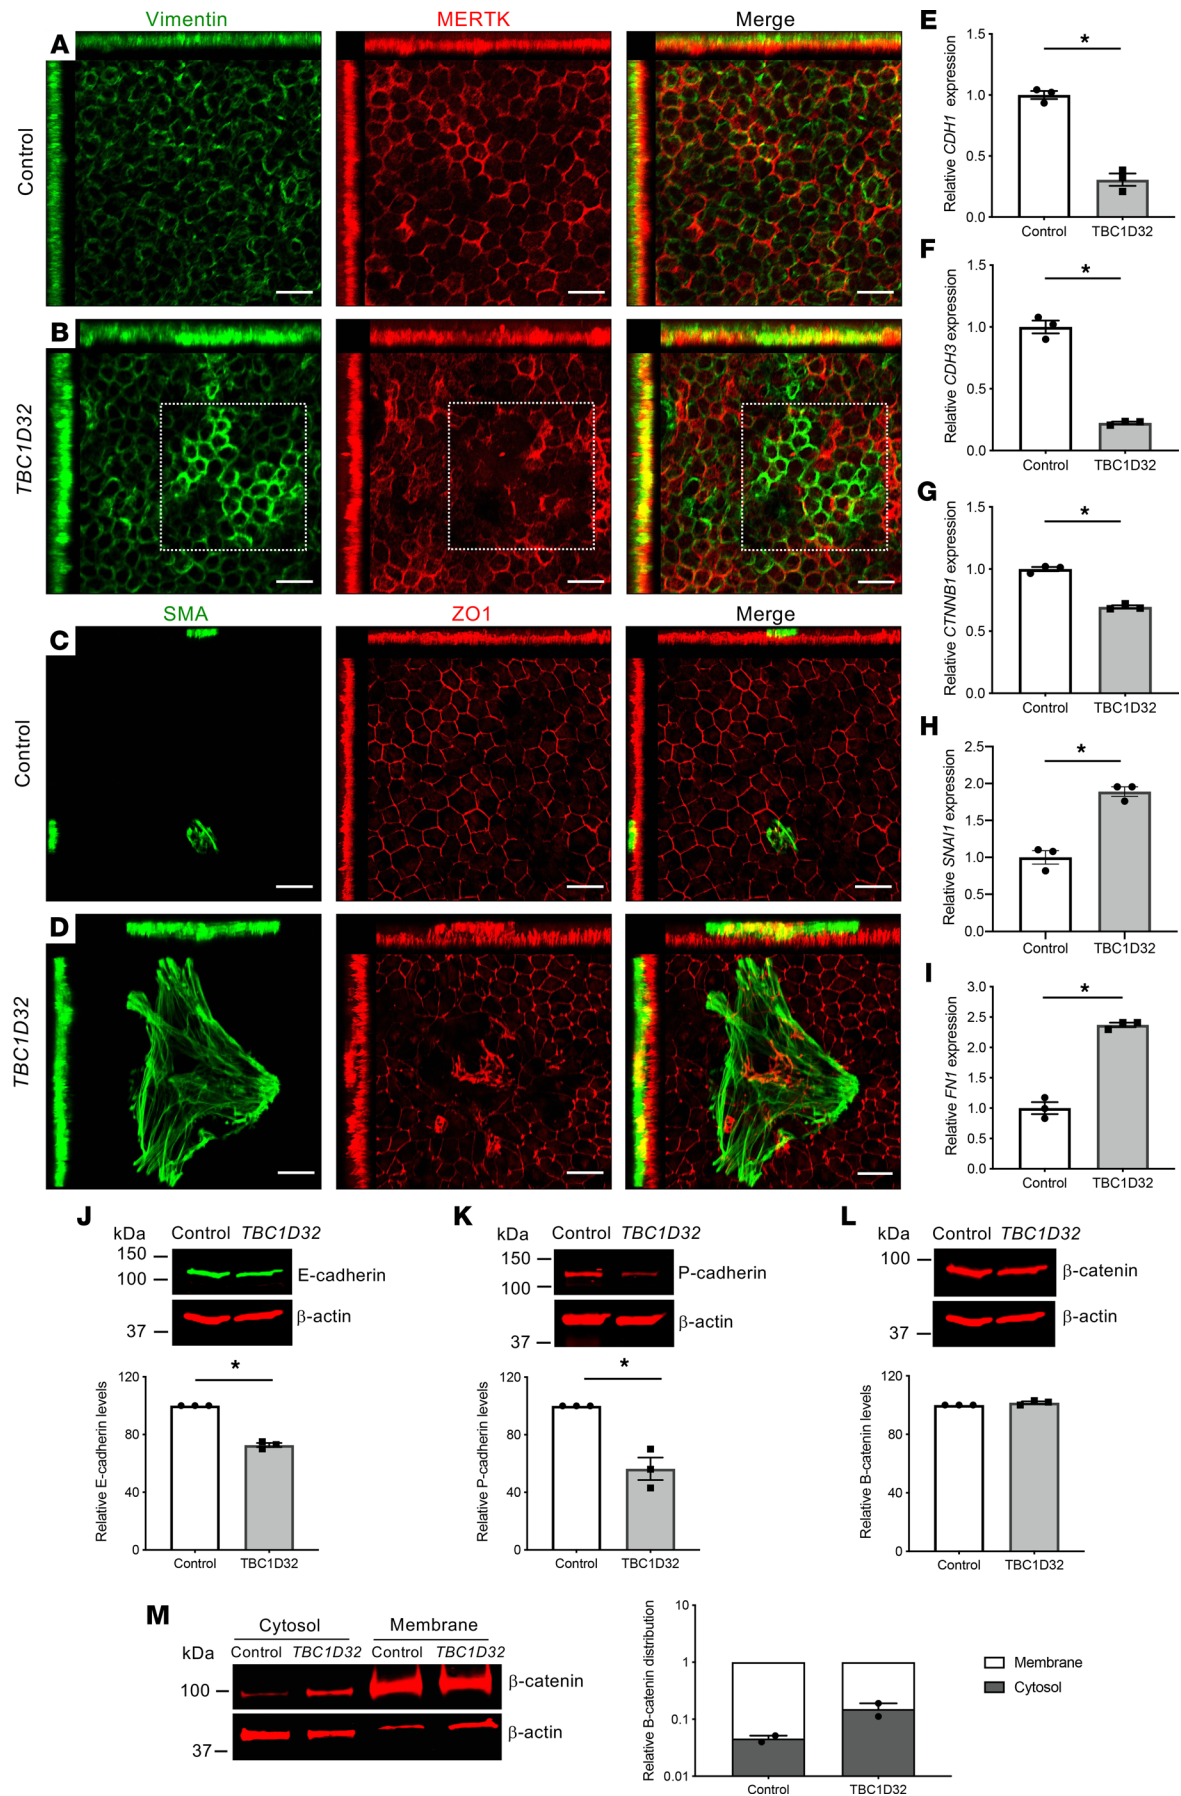 Vimentin MERTK Merge
A
Control
B
TBC1D32
SMA ZO1 Merge
C
Control
D
TBC1D32
E
Relative CDH1 expression
1.5
1.0
0.5
0.0
*
Control TBC1D32
F
Relative CDH3 expression
1.5
1.0
0.5
0.0
*
Control TBC1D32
G
Relative CTNNB1 expression
1.5
1.0
0.5
0.0
*
Control TBC1D32
H
Relative SNAI1 expression
2.5
2.0
1.5
1.0
0.5
0.0
*
Control TBC1D32
I
Relative FN1 expression
3.0
2.5
2.0
1.5
1.0
0.5
0.0
*
Control TBC1D32
J
kDa Control TBC1D32
150
100
E-cadherin
37
β-actin
Relative E-cadherin levels
120
80
40
0
*
Control TBC1D32
K
kDa Control TBC1D32
150
100
P-cadherin
37
β-actin
Relative P-cadherin levels
120
80
40
0
*
Control TBC1D32
L
kDa Control TBC1D32
100
β-catenin
37
β-actin
Relative B-catenin levels
120
80
40
0
Control TBC1D32
M
Cytosol Membrane
kDa Control TBC1D32 Control TBC1D32
100
β-catenin
37
β-actin
Relative B-catenin distribution
10
1
0.1
0.01
Control TBC1D32
Membrane
Cytosol